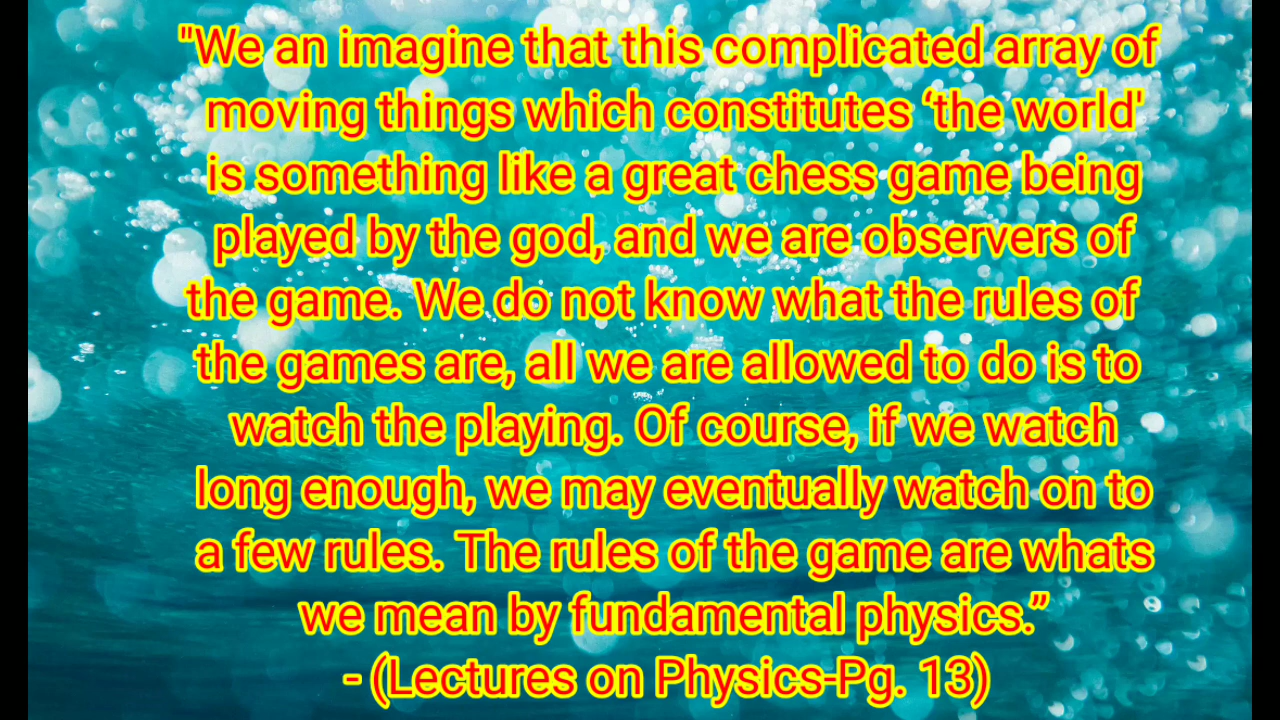 "We an imagine that this complicated array of
moving things which constitutes ‘the world'
is something like a great chess game being
played by the god, and we are observers of
the game. We do not know what the rules of
the games are, all we are allowed to do is to
watch the playing. Of course, if we watch
long enough, we may eventually watch on to
a few rules. The rules of the game are whats
we mean by fundamental physics.”
- (Lectures on Physics-Pg. 13)